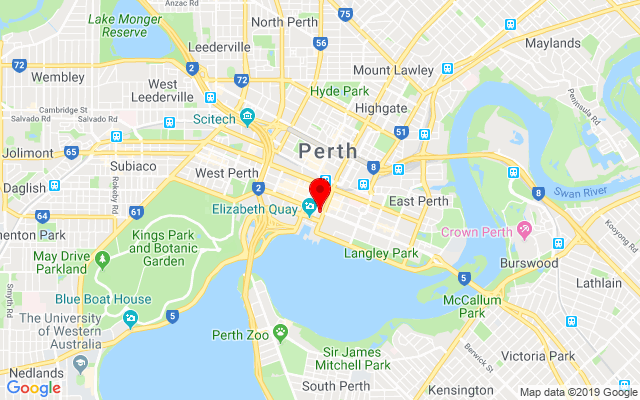 Anzac Rd
North Perth
Lake Monger
Reserve
2
Leederville
56
Maylands
Wembley
72
72
Mount Lawley
West
Leederville
Hyde Park
Highgate
Peninsula Rd
Cambridge St
Salvado Rd
Salvado Rd
Scitech
51
Jolimont
65
Perth
8
Subiaco
West Perth
2
Daglish
Rokeby Rd
61
East Perth
8
Swan River
64
Elizabeth Quay
Kings Park
and Botanic
Garden
Crown Perth
Kooyong Rd
menton Park
May Drive
Parkland
Langley Park
Burswood
5
Lathlain
Smyth Rd
Blue Boat House
5
McCallum
Park
The University
of Western
Australia
Perth Zoo
Sir James
Mitchell Park
Berwick St
Victoria Park
Nedlands
South Perth
Kensington
Google
Map data ©2019 Google